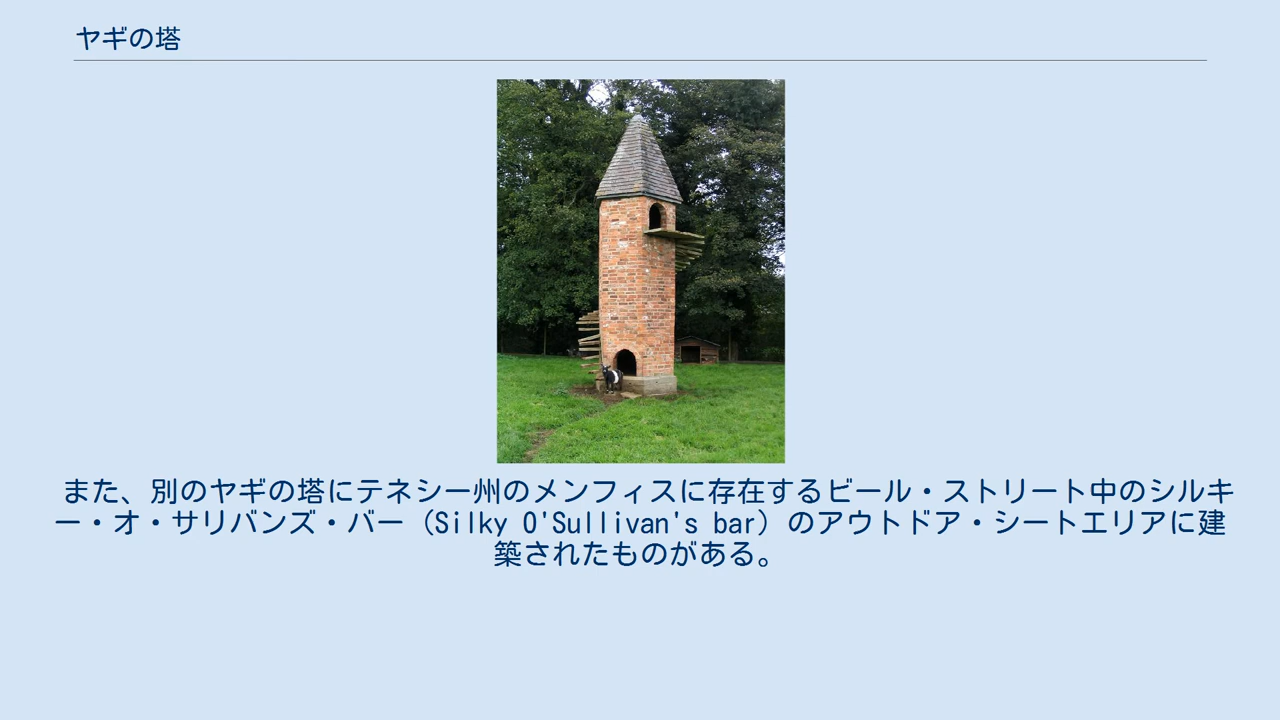 ヤギの塔
また、別のヤギの塔にテネシー州のメンフィスに存在するビール・ストリート中のシルキ
ー・オ・サリバンズ・バー（Silky O'Sullivan's bar）のアウトドア・シートエリアに建
築されたものがある。